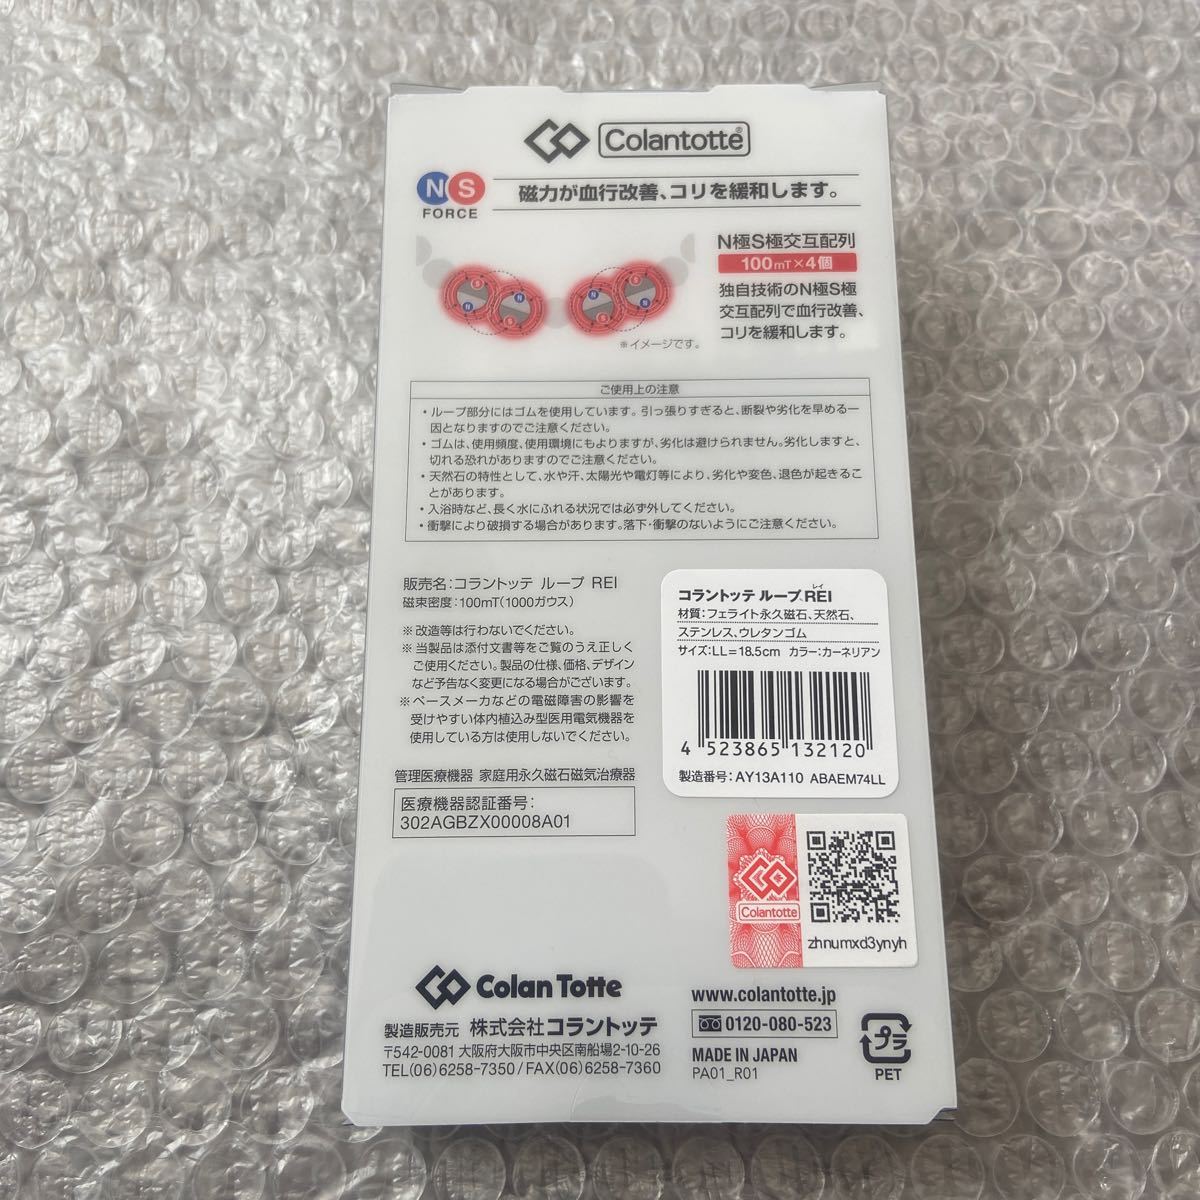 Colantotte®
NS
FORCE
磁力が血行改善、コリを緩和します。
N極S極交互配列
100mT×4個
独自技術のN極S極
交互配列で血行改善、
コリを緩和します。
S
N
N
S
N
S
S
N
※イメージです。
ご使用上の注意
・ループ部分にはゴムを使用しています。引っ張りすぎると、断裂や劣化を早める一
因となりますのでご注意ください。
・ゴムは、使用頻度、使用環境にもよりますが、劣化は避けられません。劣化しますと、
切れる恐れがありますのでご注意ください。
・天然石の特性として、水や汗、太陽光や電灯等により、劣化や変色、退色が起きるこ
とがあります。
・入浴時など、長く水にふれる状況では必ず外してください。
・衝撃により破損する場合があります。落下・衝撃のないようにご注意ください。
販売名：コラントッテ ループ REI
磁束密度：100mT(1000ガウス)
※改造等は行わないでください。
※当製品は添付文書等をご覧のうえ正しく
ご使用ください。製品の仕様、価格、デザイン
など予告なく変更になる場合がございます。
※ペースメーカなどの電磁障害の影響を
受けやすい体内植込み型医用電気機器を
使用している方は使用しないでください。
管理医療機器 家庭用永久磁石磁気治療器
医療機器認証番号：
302AGBZX00008A01
レイ
コラントッテ ループ REI
材質：フェライト永久磁石、天然石、
ステンレス、ウレタンゴム
サイズ：LL=18.5cm カラー：カーネリアン
4 523865 132120
製造番号：AY13A110 ABAEM74LL
Colantotte
zhnumxd3ynyh
Colan Totte
製造販売元 株式会社コラントッテ
〒542-0081 大阪府大阪市中央区南船場2-10-26
TEL(06)6258-7350/FAX(06)6258-7360
www.colantotte.jp
0120-080-523
MADE IN JAPAN
PA01_R01
プラ
PET